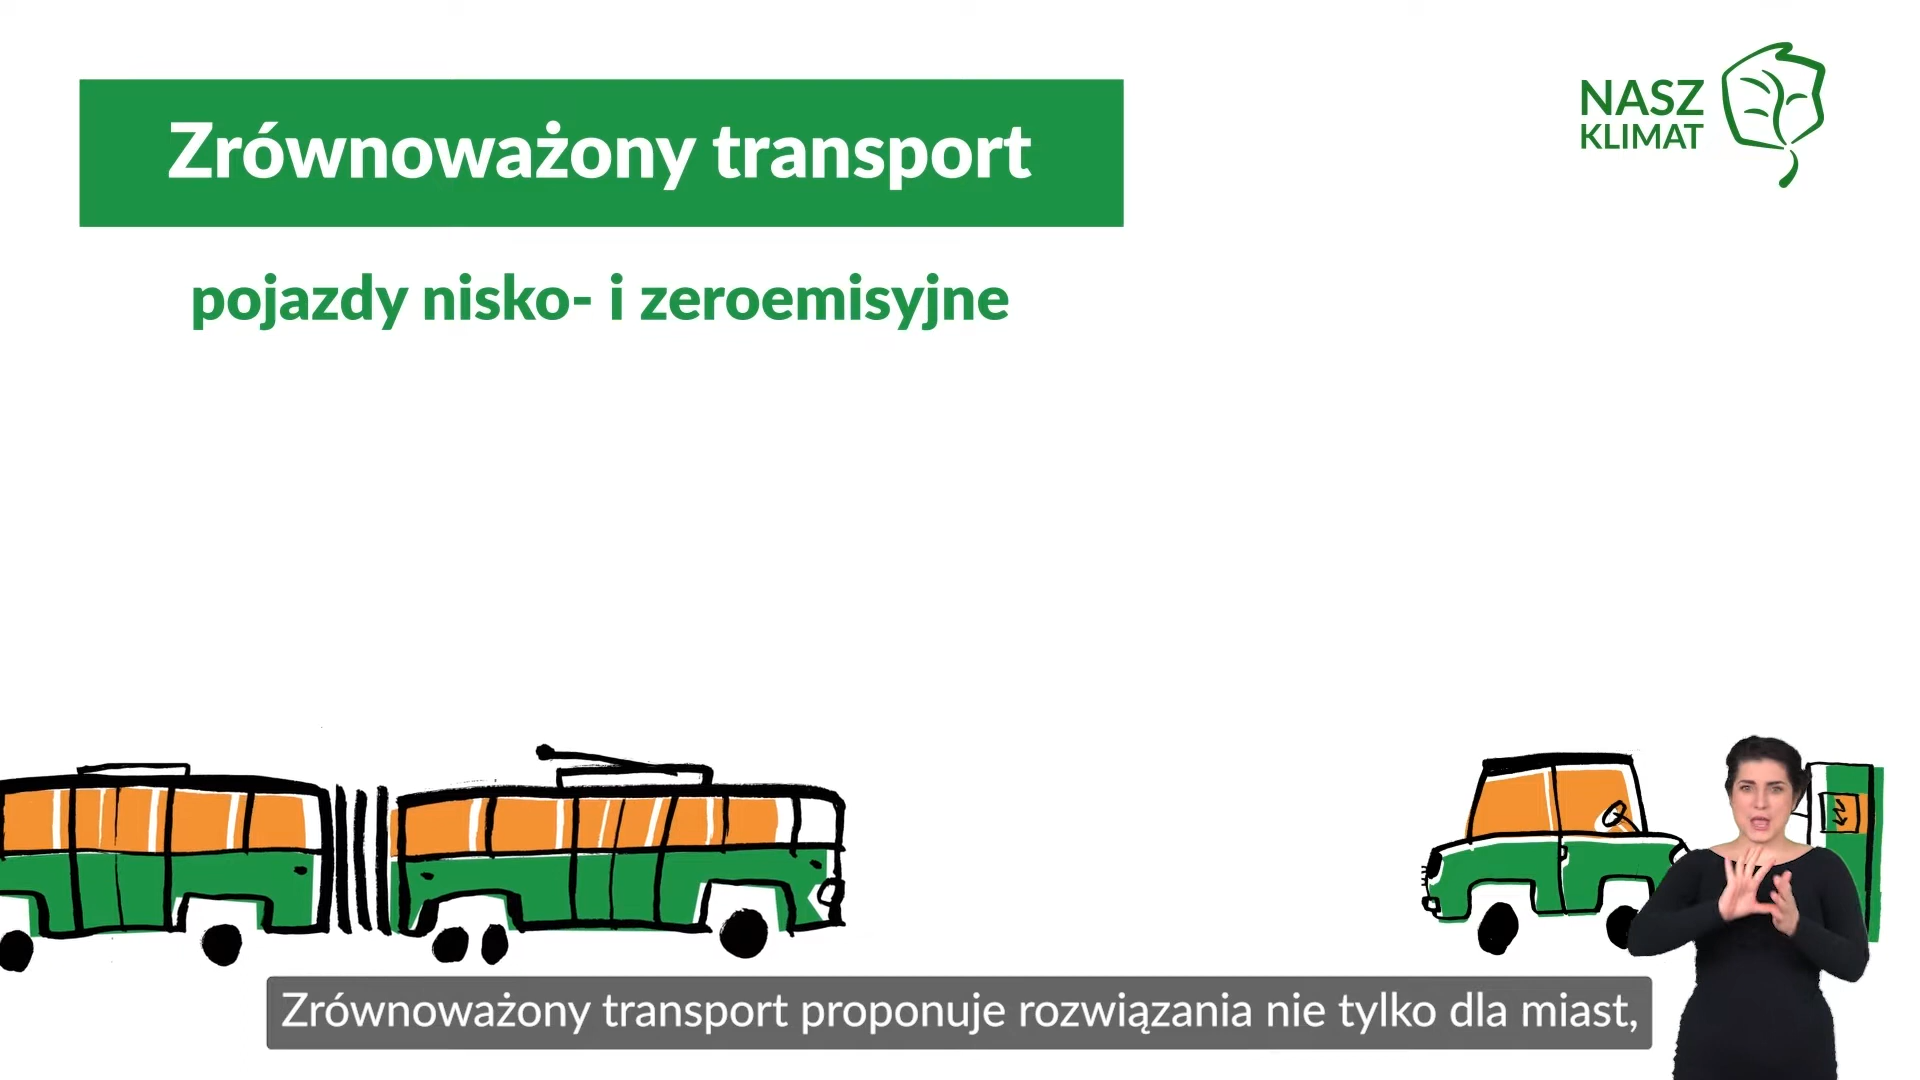 Zrównoważony transport
NASZ
KLIMAT
pojazdy nisko- i zeroemisyjne
Zrównoważony transport proponuje rozwiązania nie tylko dla miast,